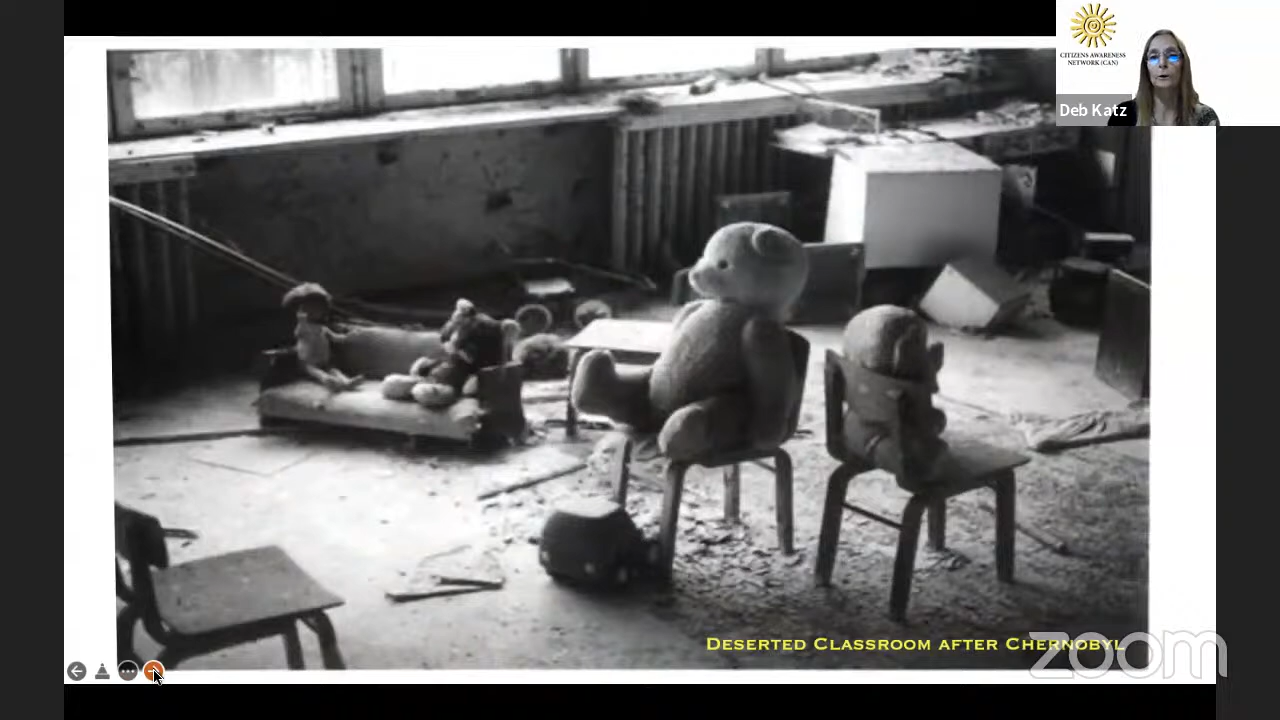 CITIZENS AWARENESS
NETWORK (CAN)
Deb Katz
DESERTED CLASSROOM AFTER CHERNOBYL
zoom